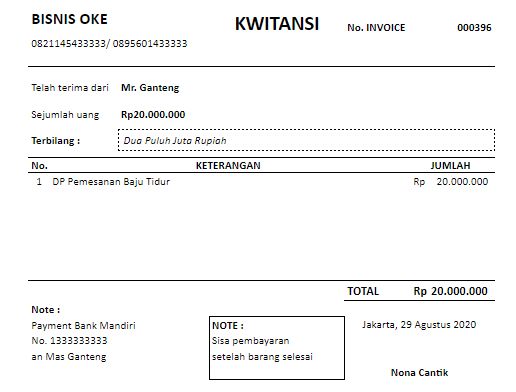 BISNIS OKE
KWITANSI
No. INVOICE 000396
0821145433333/ 0895601433333
Telah terima dari Mr. Ganteng
Sejumlah uang Rp20.000.000
Terbilang : Dua Puluh Juta Rupiah
No. KETERANGAN JUMLAH
1 DP Pemesanan Baju Tidur Rp 20.000.000
TOTAL Rp 20.000.000
Note :
Payment Bank Mandiri
No. 1333333333
an Mas Ganteng
NOTE :
Sisa pembayaran
setelah barang selesai
Jakarta, 29 Agustus 2020
Nona Cantik